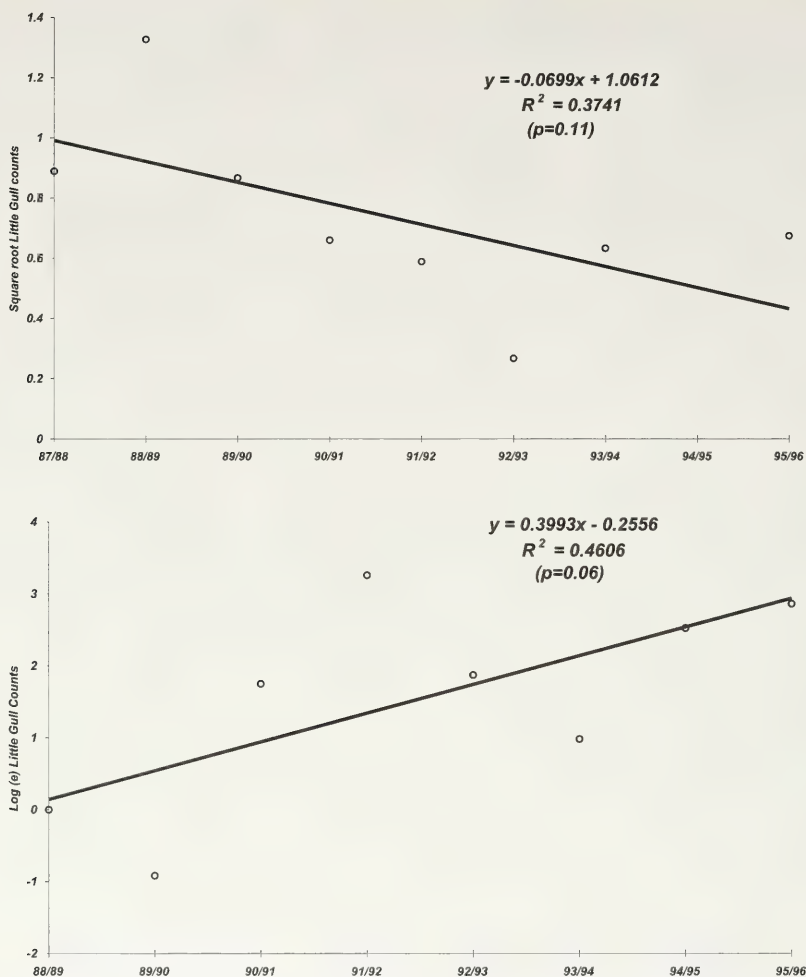 1.4
1.2
1
0.8
0.6
0.4
0.2
0
Square root Little Gull counts
y = -0.0699x + 1.0612
R² = 0.3741
(p=0.11)
87/88 88/89 89/90 90/91 91/92 92/93 93/94 94/95 95/96
4
3
2
1
0
-1
-2
Log (e) Little Gull Counts
y = 0.3993x - 0.2556
R² = 0.4606
(p=0.06)
88/89 89/90 90/91 91/92 92/93 93/94 94/95 95/96